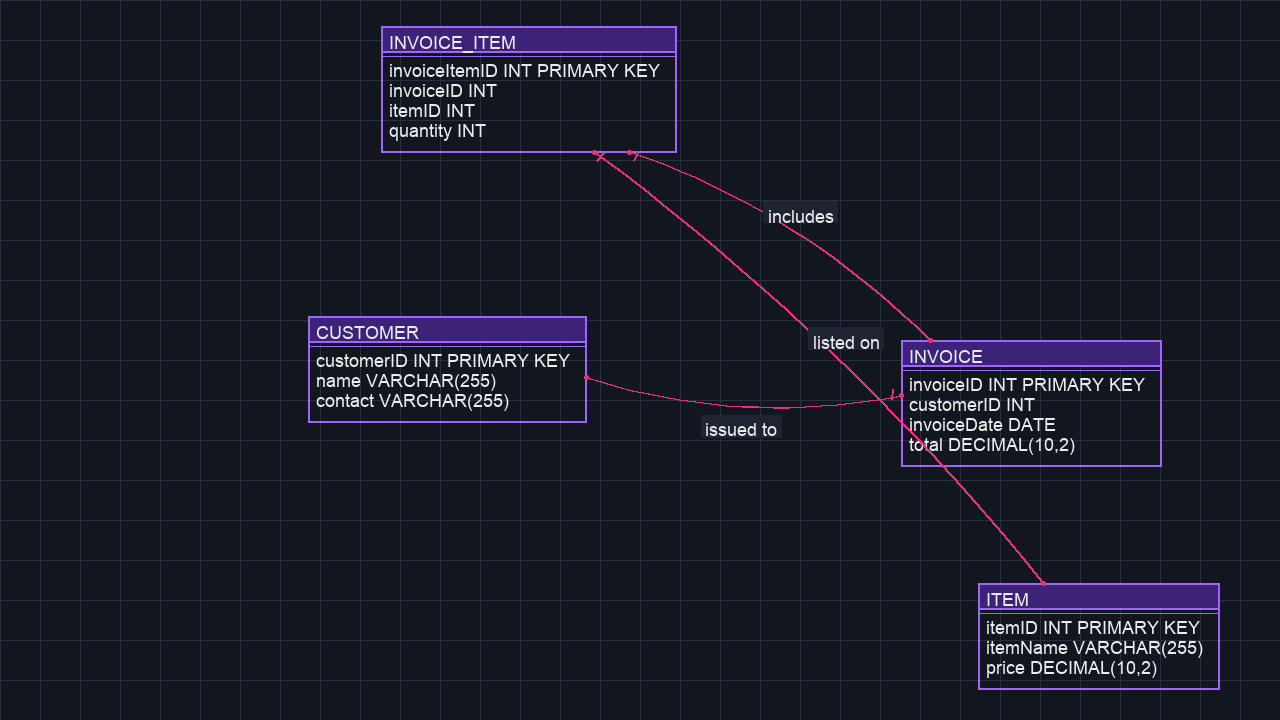 INVOICE_ITEM
invoiceItemID INT PRIMARY KEY
invoiceID INT
itemID INT
quantity INT
includes
CUSTOMER
customerID INT PRIMARY KEY
name VARCHAR(255)
contact VARCHAR(255)
listed on
issued to
INVOICE
invoiceID INT PRIMARY KEY
customerID INT
invoiceDate DATE
total DECIMAL(10,2)
ITEM
itemID INT PRIMARY KEY
itemName VARCHAR(255)
price DECIMAL(10,2)